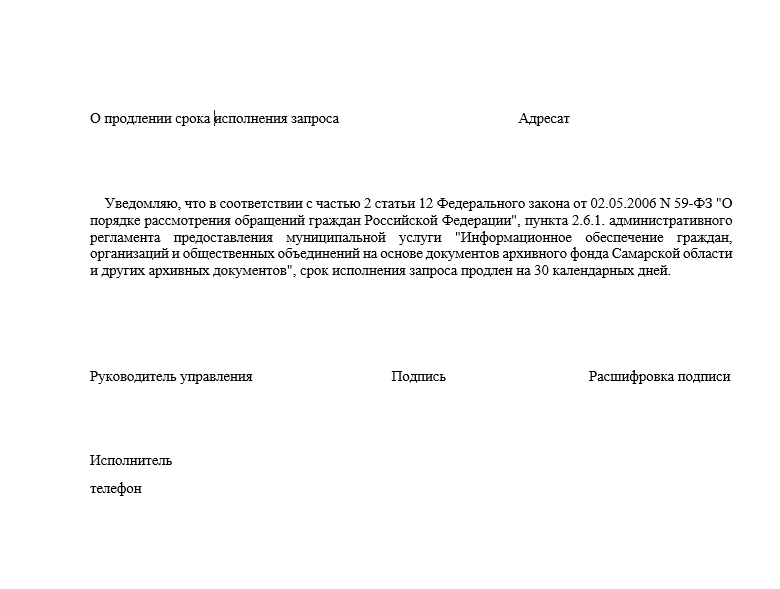 О продлении срока исполнения запроса Адресат
Уведомляю, что в соответствии с частью 2 статьи 12 Федерального закона от 02.05.2006 N 59-ФЗ "О
порядке рассмотрения обращений граждан Российской Федерации", пункта 2.6.1. административного
регламента предоставления муниципальной услуги "Информационное обеспечение граждан,
организаций и общественных объединений на основе документов архивного фонда Самарской области
и других архивных документов", срок исполнения запроса продлен на 30 календарных дней.
Руководитель управления Подпись Расшифровка подписи
Исполнитель
телефон